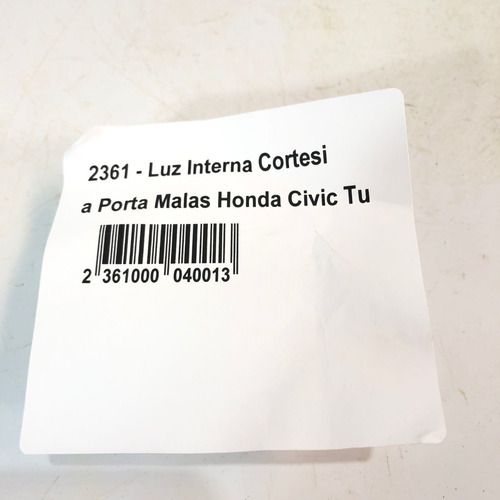 2361 - Luz Interna Cortesi
a Porta Malas Honda Civic Tu
2 361000 040013